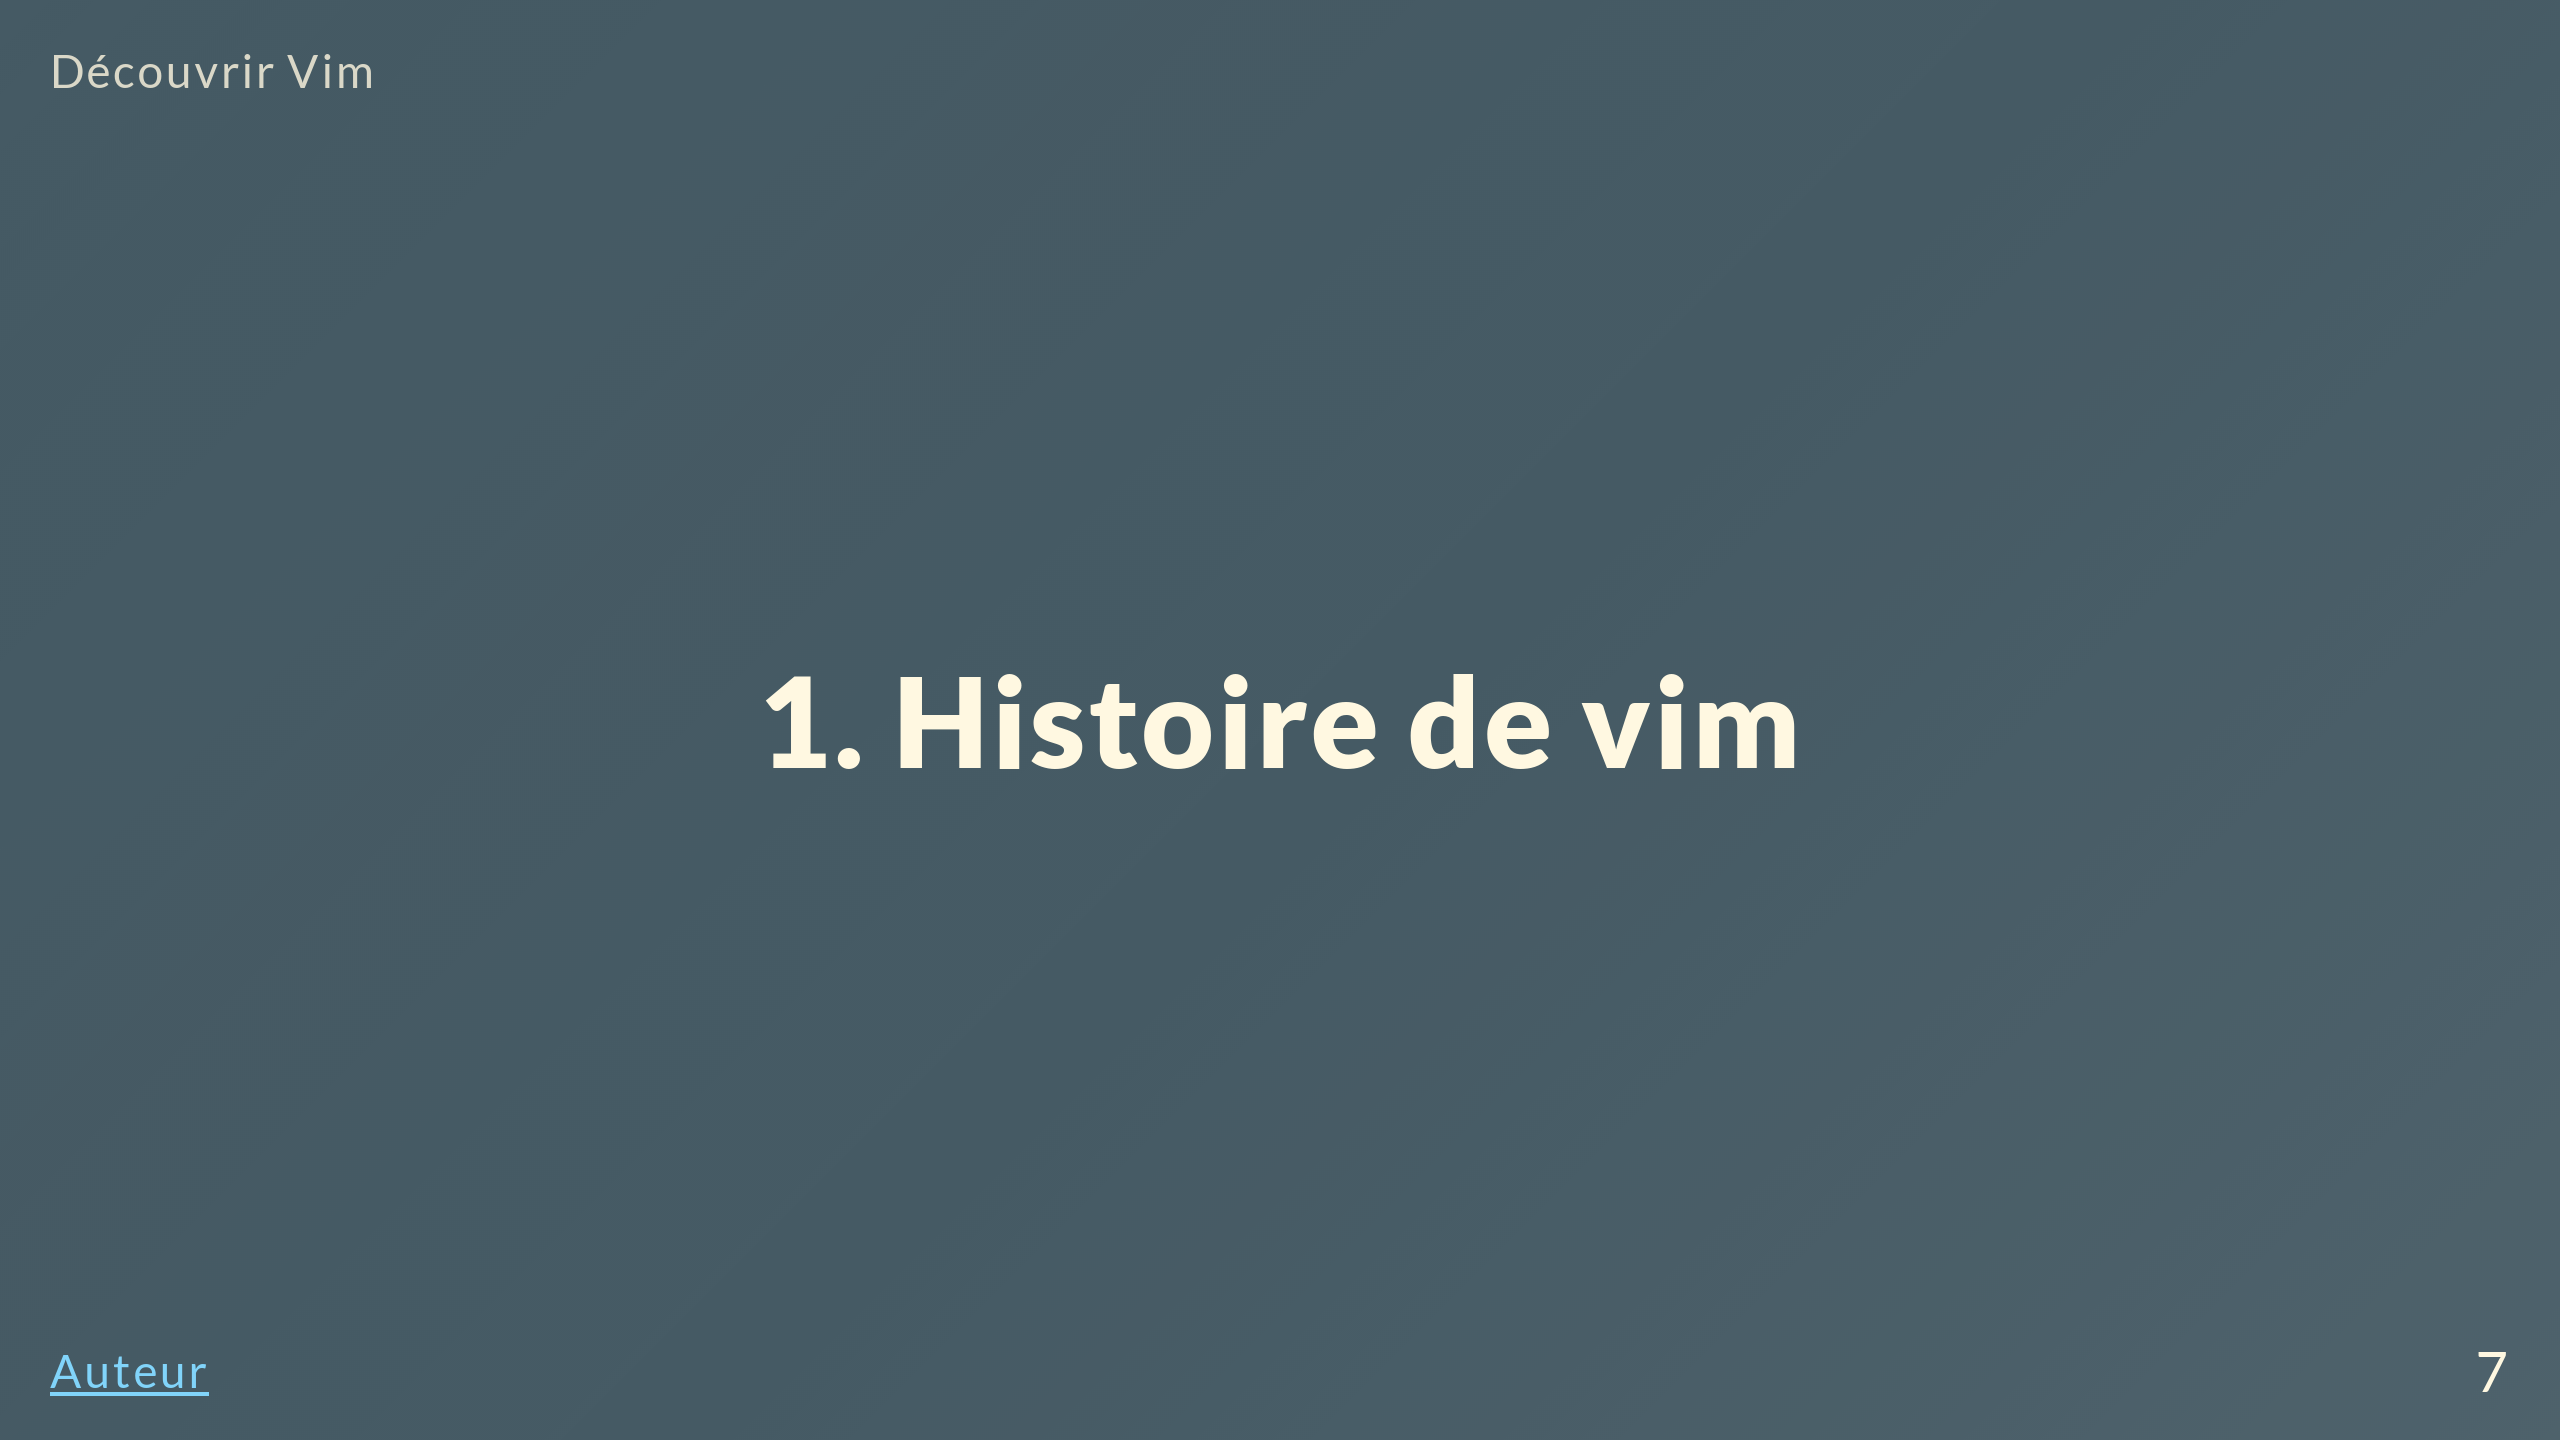 Découvrir Vim
1. Histoire de vim
Auteur
7